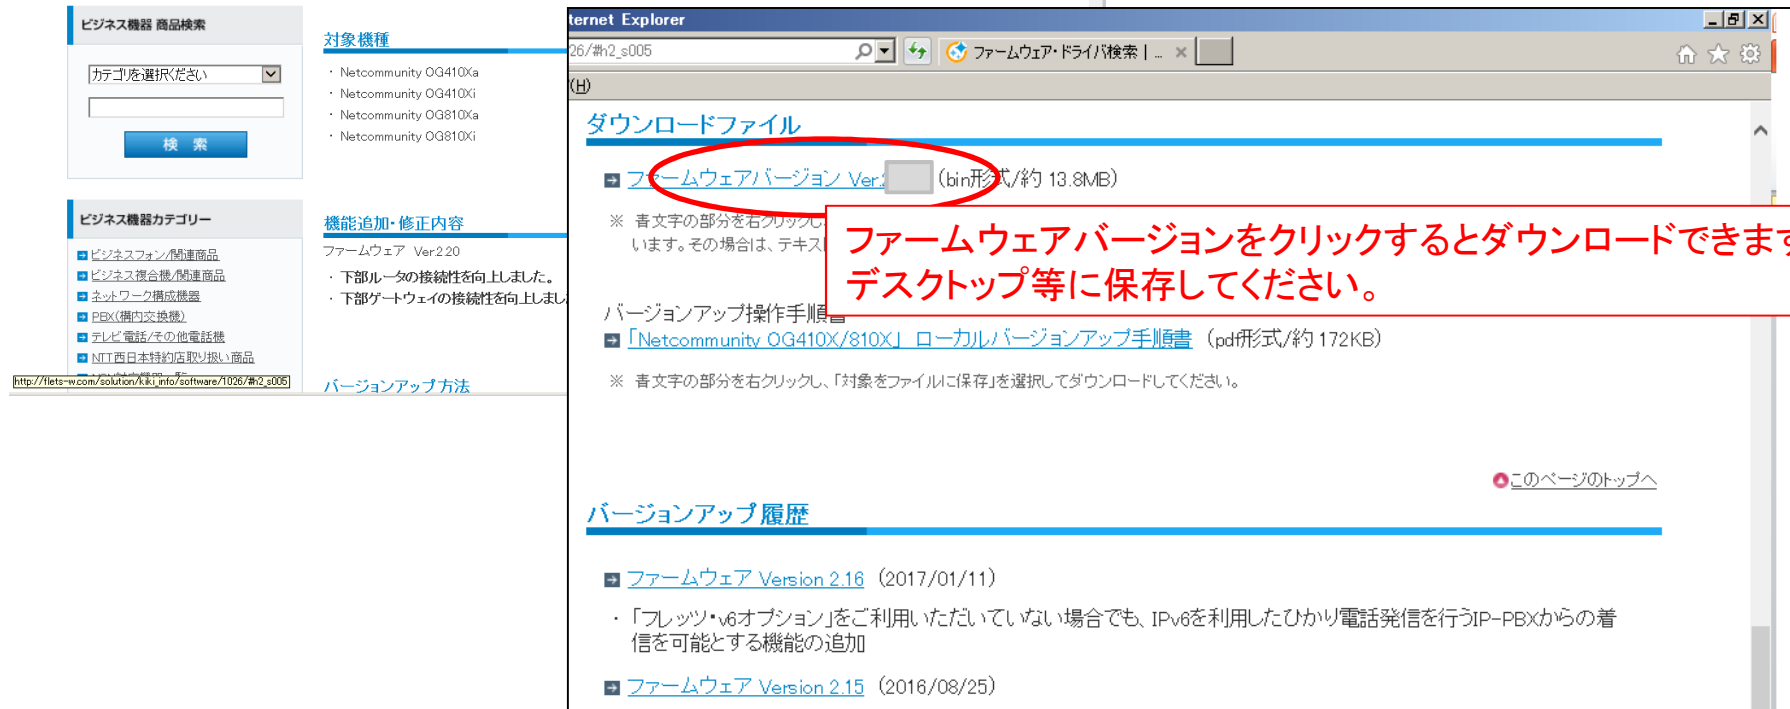 ビジネス機器 商品検索
カテゴリを選択ください
検 索
ビジネス機器カテゴリー
ビジネスフォン/関連商品
ビジネス複合機/関連商品
ネットワーク構成機器
PBX(構内交換機)
テレビ電話/その他電話機
NTT西日本特約店取り扱い商品
http://flets-w.com/solution/kiki_info/software/1026/#h2_s005
対象機種
・ Netcommunity OG410Xa
・ Netcommunity OG410Xi
・ Netcommunity OG810Xa
・ Netcommunity OG810Xi
機能追加・修正内容
ファームウェア Ver2.20
・ 下部ルータの接続性を向上しました。
・ 下部ゲートウェイの接続性を向上しまし
バージョンアップ方法
ternet Explorer
26/#h2_s005
ファームウェア・ドライバ検索 | ...
(H)
ダウンロードファイル
ファームウェアバージョン Ver.2 (bin形式/約 13.8MB)
※ 青文字の部分を右クリックし
います。その場合は、テキス
ファームウェアバージョンをクリックするとダウンロードできます
デスクトップ等に保存してください。
バージョンアップ操作手順書
「Netcommunity OG410X/810X」 ローカルバージョンアップ手順書 (pdf形式/約 172KB)
※ 青文字の部分を右クリックし、「対象をファイルに保存」を選択してダウンロードしてください。
このページのトップへ
バージョンアップ履歴
ファームウェア Version 2.16 (2017/01/11)
・ 「フレッツ・v6オプション」をご利用いただいていない場合でも、IPv6を利用したひかり電話発信を行うIP-PBXからの着
信を可能とする機能の追加
ファームウェア Version 2.15 (2016/08/25)